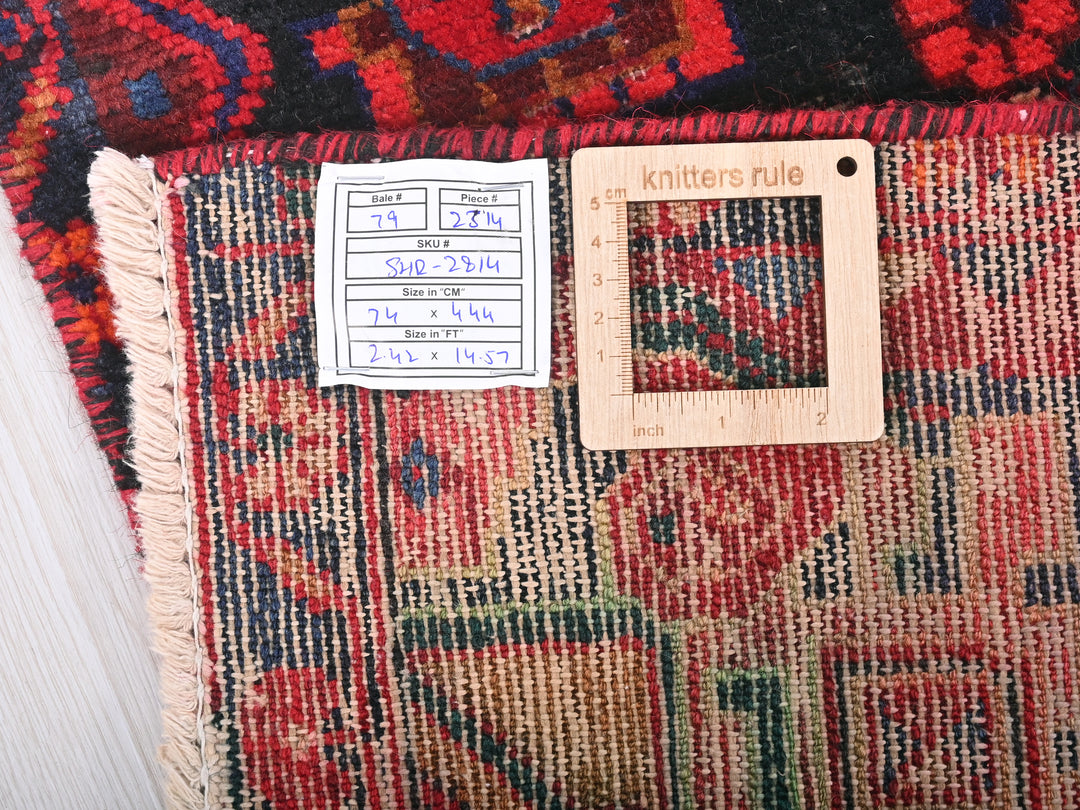 Bale #
Piece #
79
SKU #
SHR-2814
Size in "CM"
74 x 444
Size in "FT"
2.42 x 14.57
knitters rule
5 cm
4
3
2
1
inch 1 2